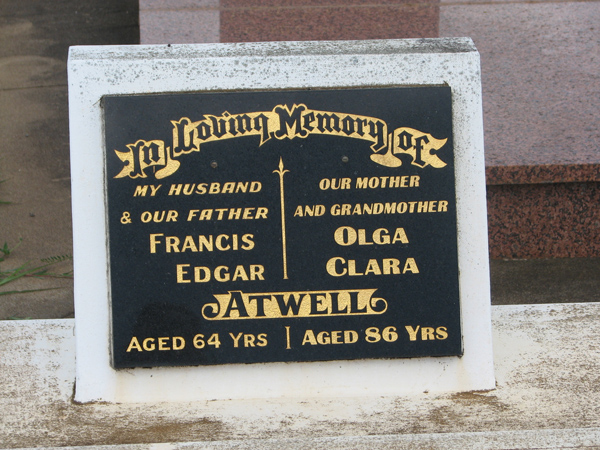 In Loving Memory of
MY HUSBAND
& OUR FATHER
FRANCIS
EDGAR
OUR MOTHER
AND GRANDMOTHER
OLGA
CLARA
ATWELL
AGED 64 YRS
AGED 86 YRS